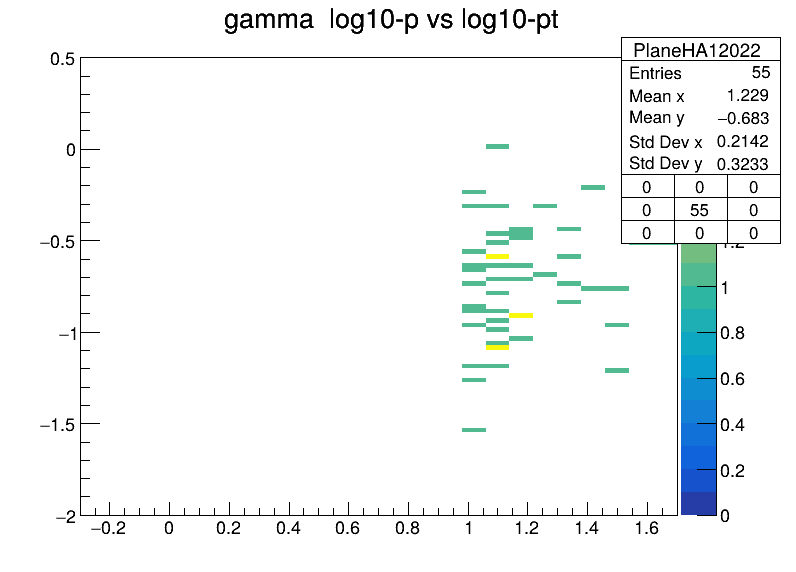 gamma  log10-p vs log10-pt
PlaneHA12022
Entries 55
Mean x 1.229
Mean y −0.683
Std Dev x 0.2142
Std Dev y 0.3233
0 0 0
0 55 0
0 0 0
0.5
0
−0.5
−1
−1.5
−2
−0.2 0 0.2 0.4 0.6 0.8 1 1.2 1.4 1.6
1.2
1
0.8
0.6
0.4
0.2
0